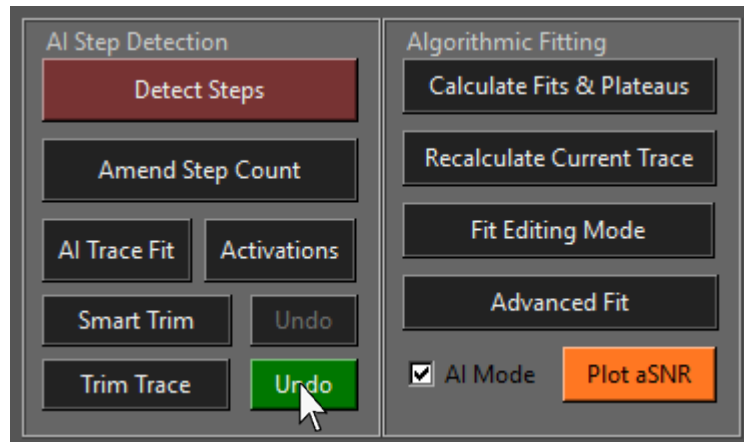 AI Step Detection
Detect Steps
Amend Step Count
AI Trace Fit
Activations
Smart Trim
Undo
Trim Trace
Undo
Algorithmic Fitting
Calculate Fits & Plateaus
Recalculate Current Trace
Fit Editing Mode
Advanced Fit
AI Mode
Plot aSNR